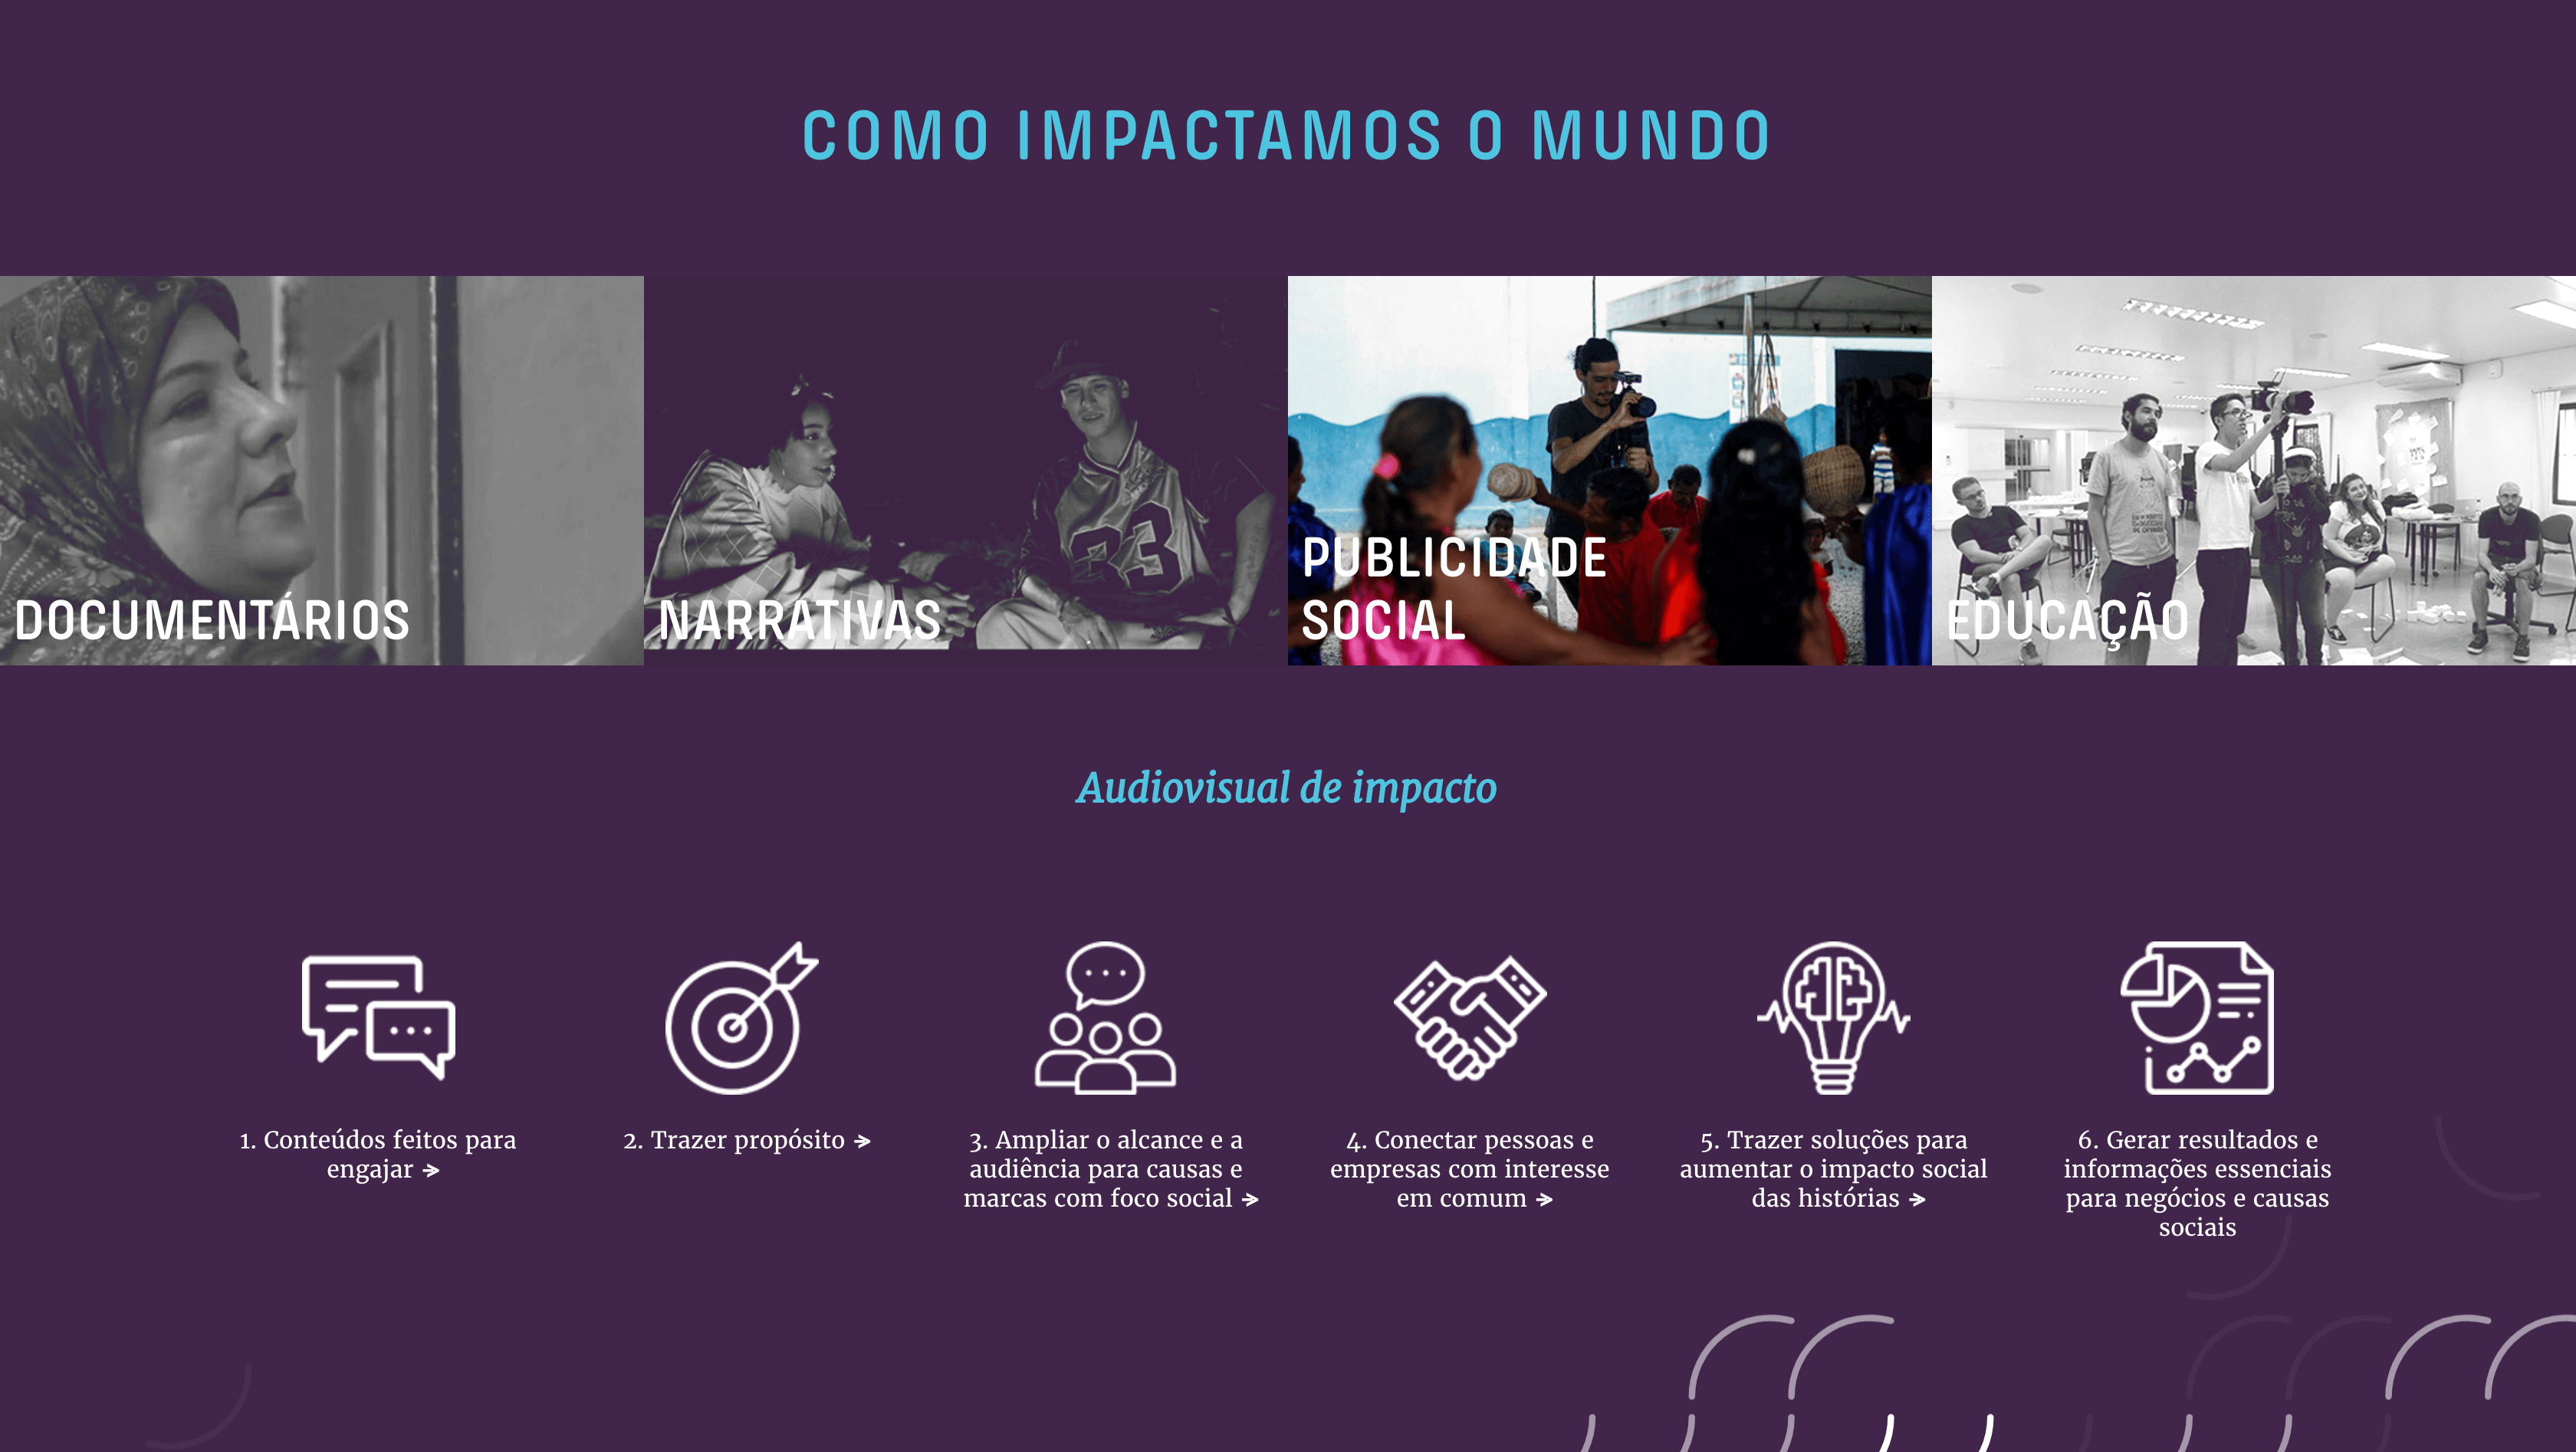 COMO IMPACTAMOS O MUNDO
DOCUMENTÁRIOS
NARRATIVAS
33
PUBLICIDADE
SOCIAL
EDUCAÇÃO
Audiovisual de impacto
1. Conteúdos feitos para
engajar →
2. Trazer propósito →
3. Ampliar o alcance e a
audiência para causas e
marcas com foco social →
4. Conectar pessoas e
empresas com interesse
em comum →
5. Trazer soluções para
aumentar o impacto social
das histórias →
6. Gerar resultados e
informações essenciais
para negócios e causas
sociais